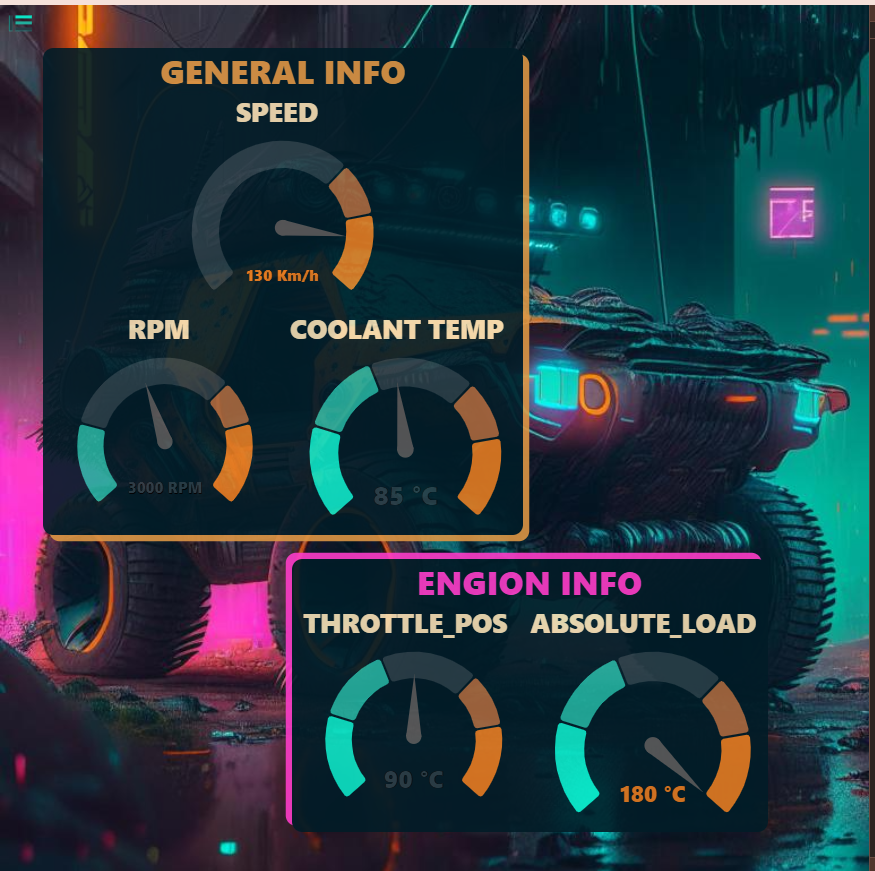 GENERAL INFO
SPEED
130 Km/h
RPM
COOLANT TEMP
3000 RPM
85 °C
ENGION INFO
THROTTLE_POS
ABSOLUTE_LOAD
90 °C
180 °C